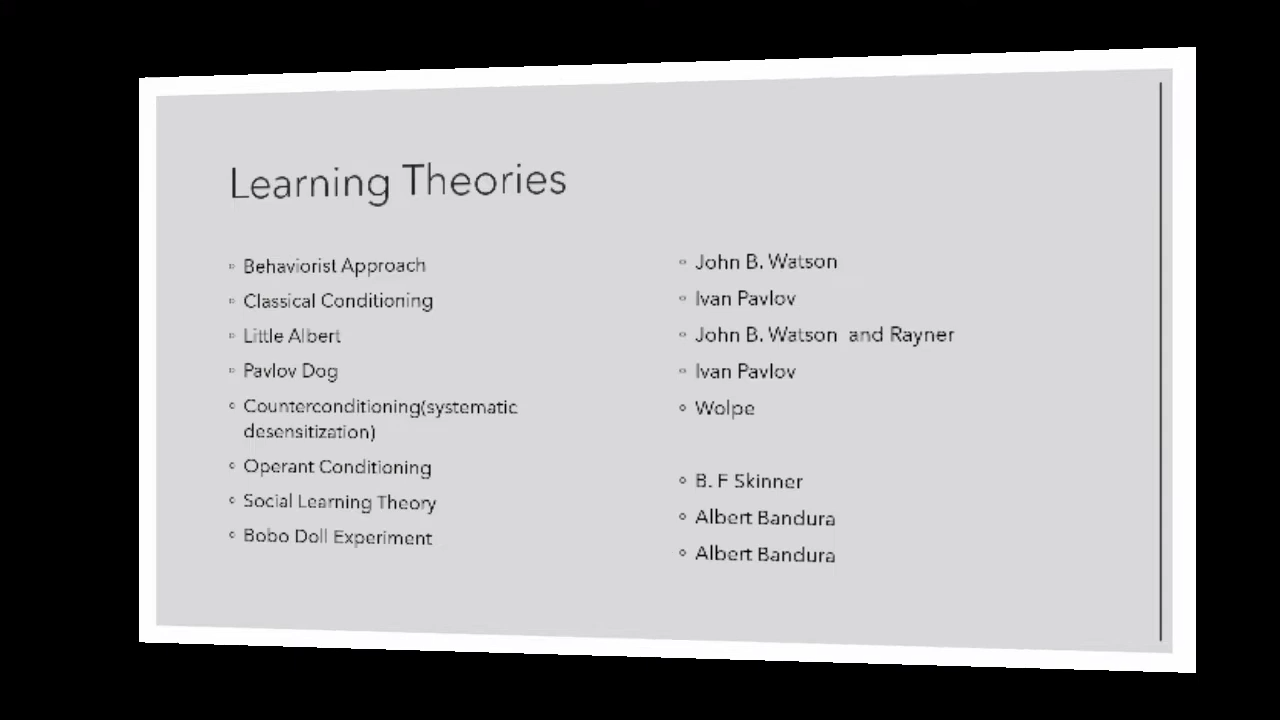 Learning Theories
Behaviorist Approach
Classical Conditioning
Little Albert
Pavlov Dog
Counterconditioning(systematic
desensitization)
Operant Conditioning
Social Learning Theory
Bobo Doll Experiment
John B. Watson
Ivan Pavlov
John B. Watson and Rayner
Ivan Pavlov
Wolpe
B. F Skinner
Albert Bandura
Albert Bandura